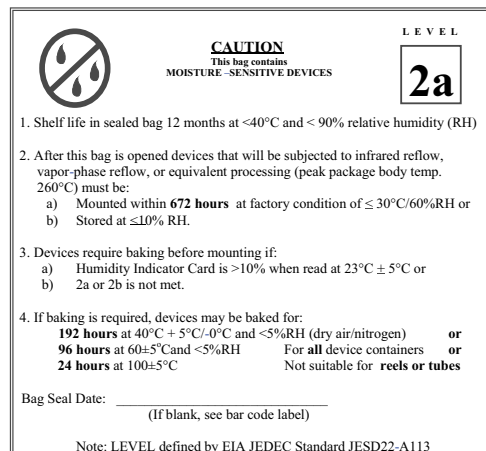 LEVEL
CAUTION
This bag contains
MOISTURE –SENSITIVE DEVICES
2a
1. Shelf life in sealed bag 12 months at <40°C and < 90% relative humidity (RH)
2. After this bag is opened devices that will be subjected to infrared reflow,
vapor-phase reflow, or equivalent processing (peak package body temp.
260°C) must be:
a) Mounted within 672 hours at factory condition of ≤ 30°C/60%RH or
b) Stored at ≤10% RH.
3. Devices require baking before mounting if:
a) Humidity Indicator Card is >10% when read at 23°C ± 5°C or
b) 2a or 2b is not met.
4. If baking is required, devices may be baked for:
192 hours at 40°C + 5°C/-0°C and <5%RH (dry air/nitrogen) or
96 hours at 60±5°Cand <5%RH For all device containers or
24 hours at 100±5°C Not suitable for reels or tubes
Bag Seal Date: ______________________________
(If blank, see bar code label)
Note: LEVEL defined by EIA JEDEC Standard JESD22-A113